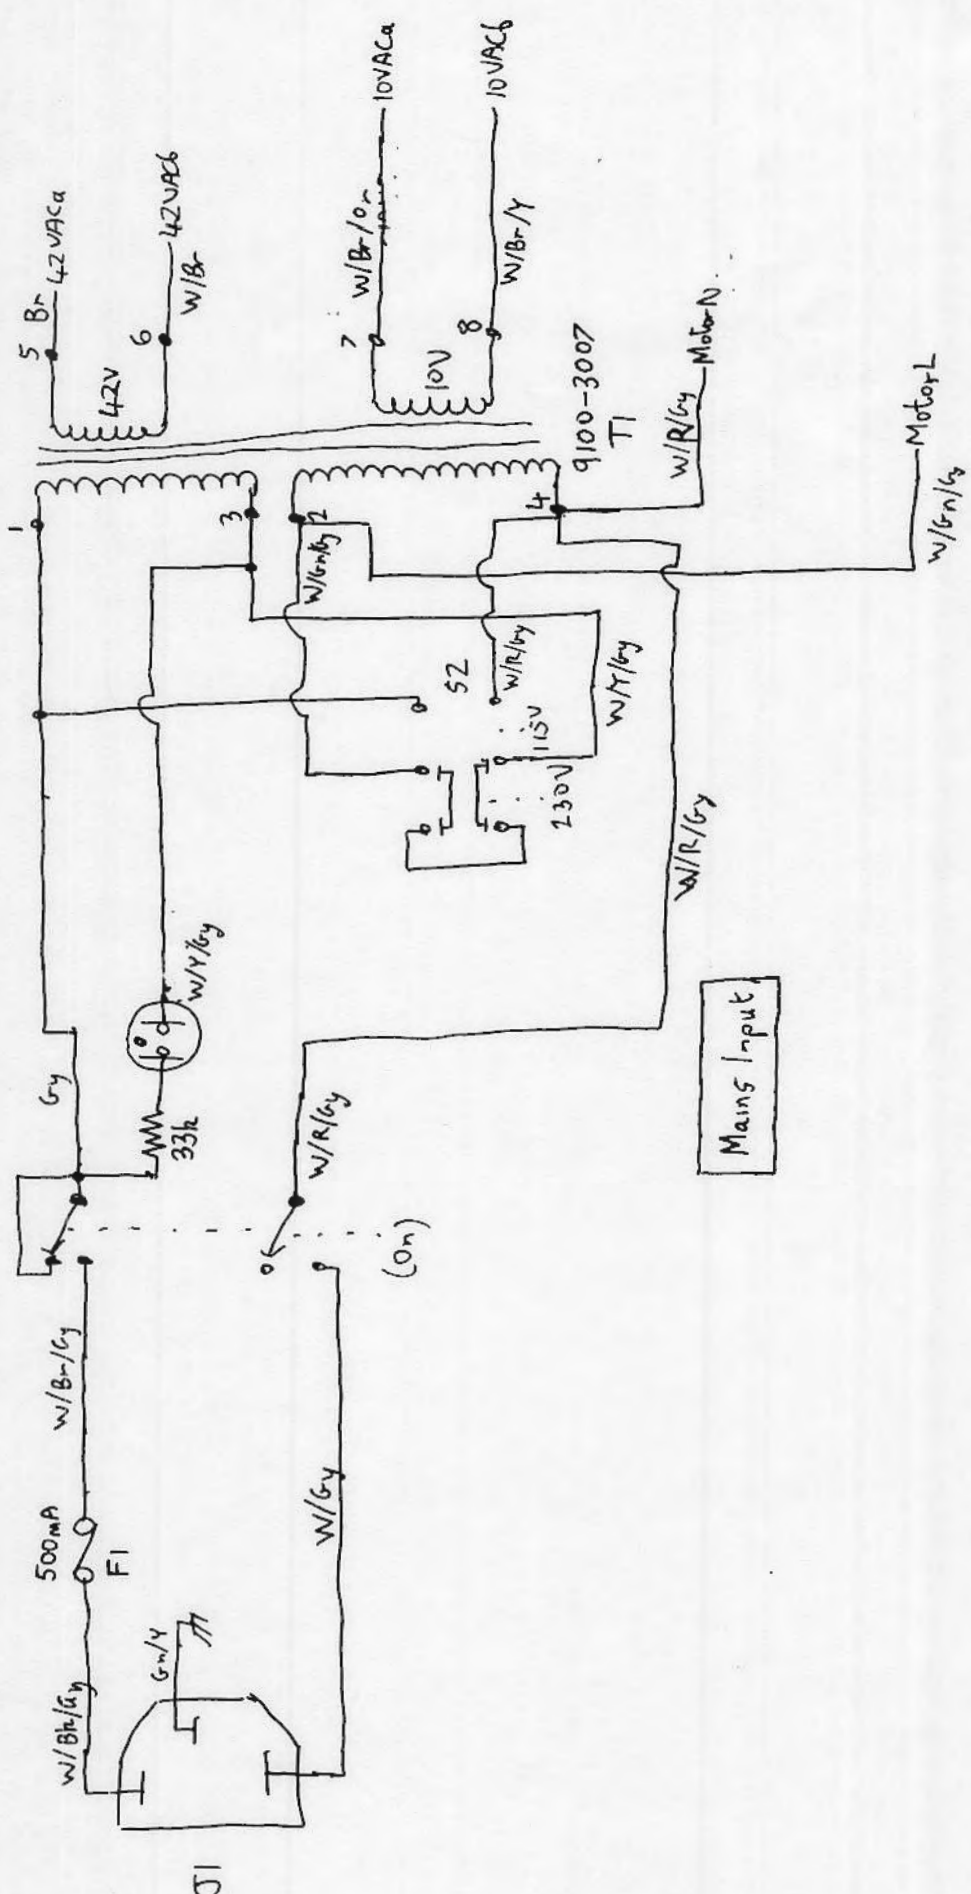 J1
W/Bk/Gy
500mA
F1
Gn/Y
W/Br/Gy
W/Gy
(On)
Gy
33k
W/R/Gy
W/Y/Gy
Mains Input
W/R/Gy
230V
115V
S2
W/R/Gy
W/Y/Gy
W/Gn/Gy
1
3
2
4
9100-3007
T1
42V
10V
5
Br
42VACa
6
W/Br
42VACb
7
W/Br/Or
10VACa
8
W/Br/Y
10VACb
W/R/Gy
MotorN
W/Gn/Gy
MotorL